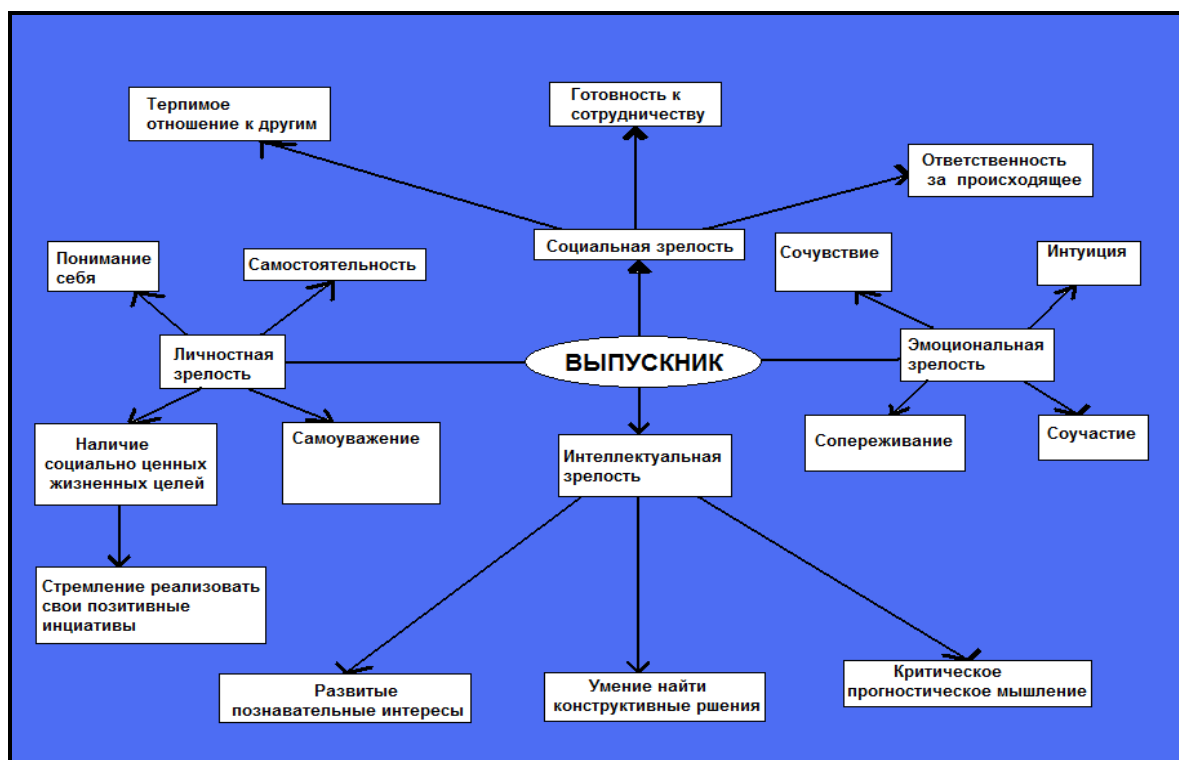 Терпимое
отношение к другим
Готовность к
сотрудничеству
Ответственность
за происходящее
Социальная зрелость
Понимание
себя
Самостоятельность
Сочувствие
Интуиция
Личностная
зрелость
ВЫПУСКНИК
Эмоциональная
зрелость
Наличие
социально ценных
жизненных целей
Самоуважение
Интеллектуальная
зрелость
Сопереживание
Соучастие
Стремление реализовать
свои позитивные
инциативы
Развитые
познавательные интересы
Умение найти
конструктивные ршения
Критическое
прогностическое мышление